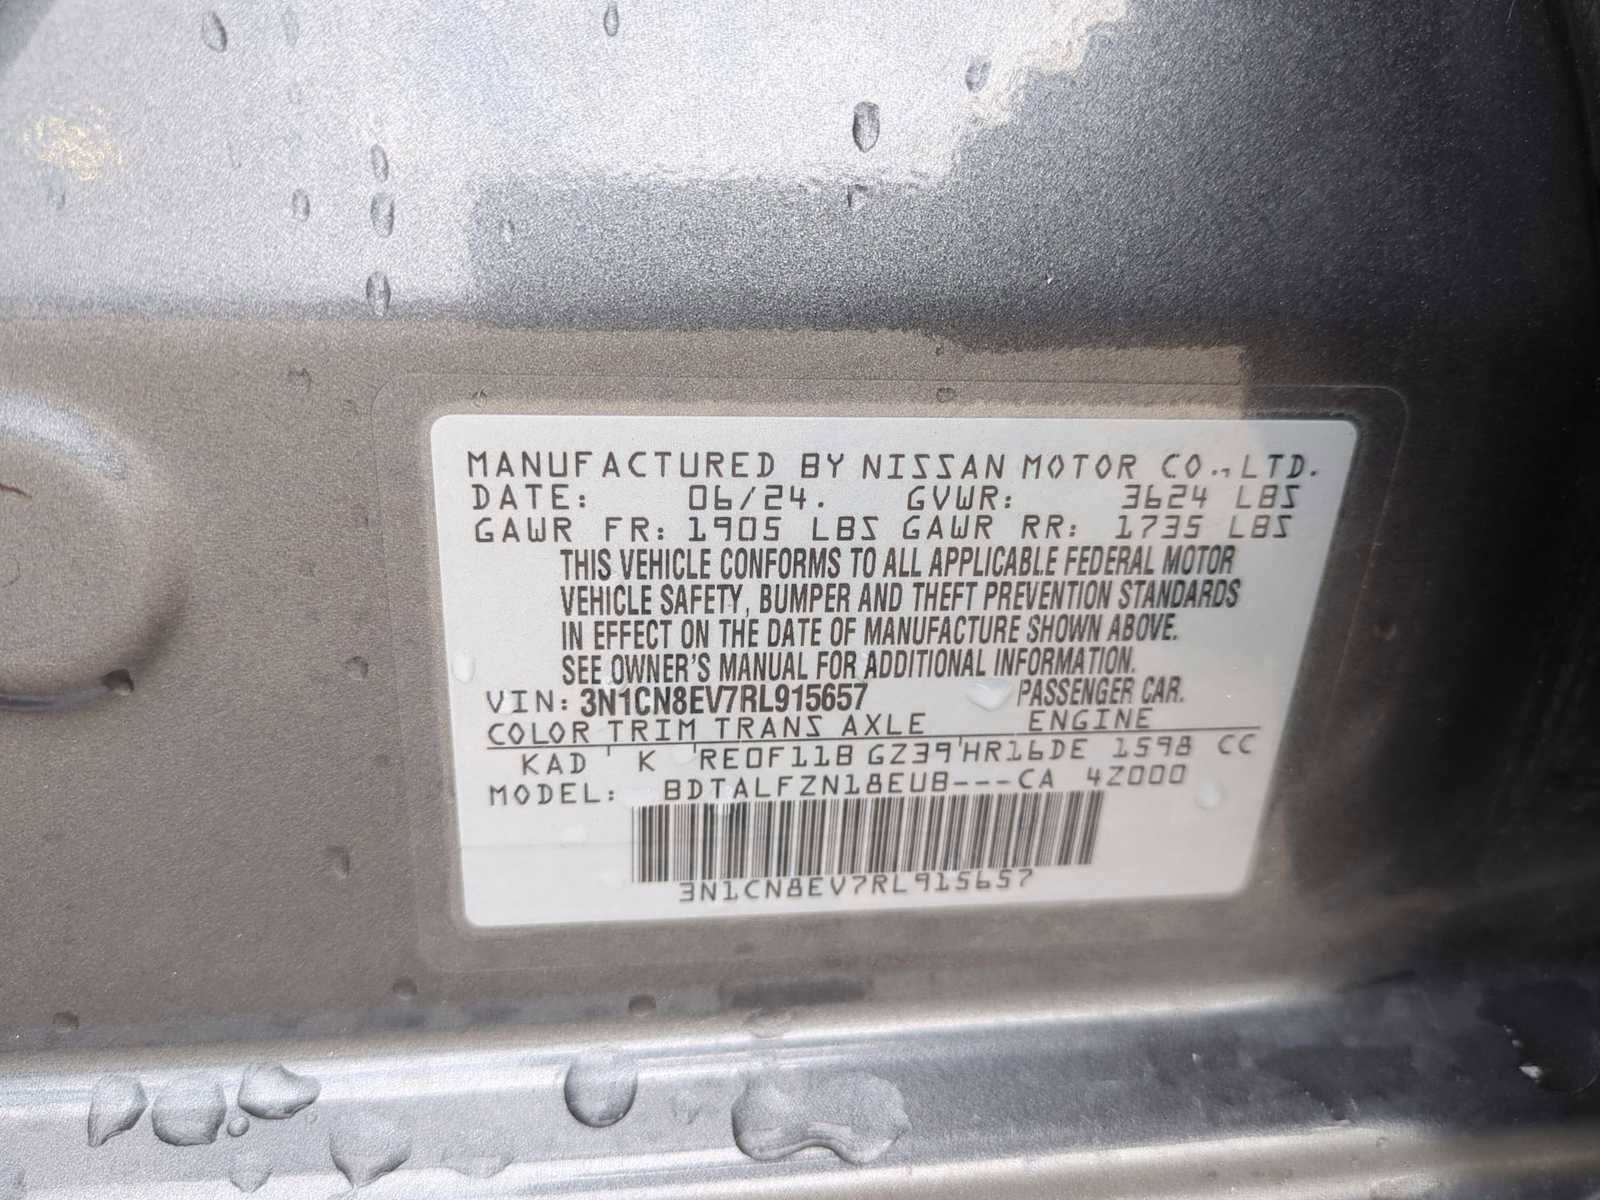 MANUFACTURED BY NISSAN MOTOR CO., LTD.
DATE: 06/24. GVWR: 3624 LBS
GAWR FR: 1905 LBS GAWR RR: 1735 LBS
THIS VEHICLE CONFORMS TO ALL APPLICABLE FEDERAL MOTOR
VEHICLE SAFETY, BUMPER AND THEFT PREVENTION STANDARDS
IN EFFECT ON THE DATE OF MANUFACTURE SHOWN ABOVE.
SEE OWNER'S MANUAL FOR ADDITIONAL INFORMATION.
VIN: 3N1CN8EV7RL915657 PASSENGER CAR.
COLOR TRIM TRANS AXLE ENGINE
KAD K RE0F11B GZ39 HR16DE 1598 CC
MODEL: BDTALFZN18EUB---CA 4Z000
3N1CN8EV7RL915657